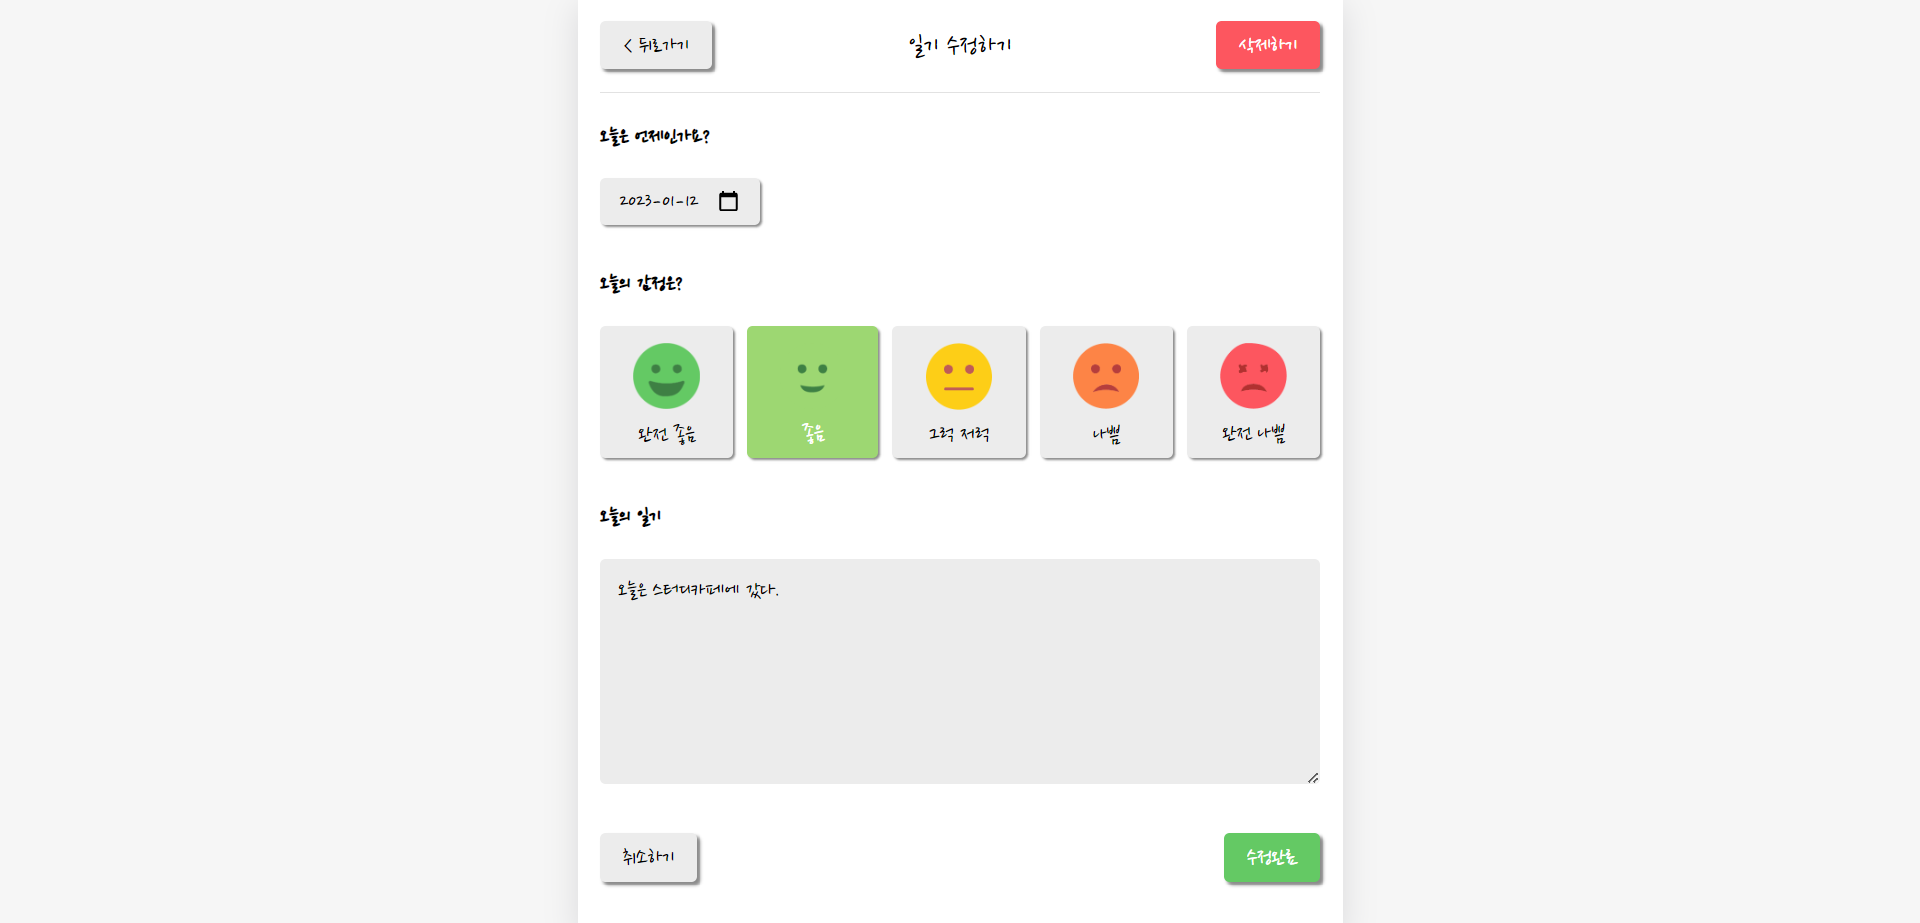 < 뒤로가기
일기 수정하기
삭제하기
오늘은 언제인가요?
2023-01-12
오늘의 감정은?
완전 좋음
좋음
그럭 저럭
나쁨
완전 나쁨
오늘의 일기
오늘은 스터디카페에 갔다.
취소하기
수정완료